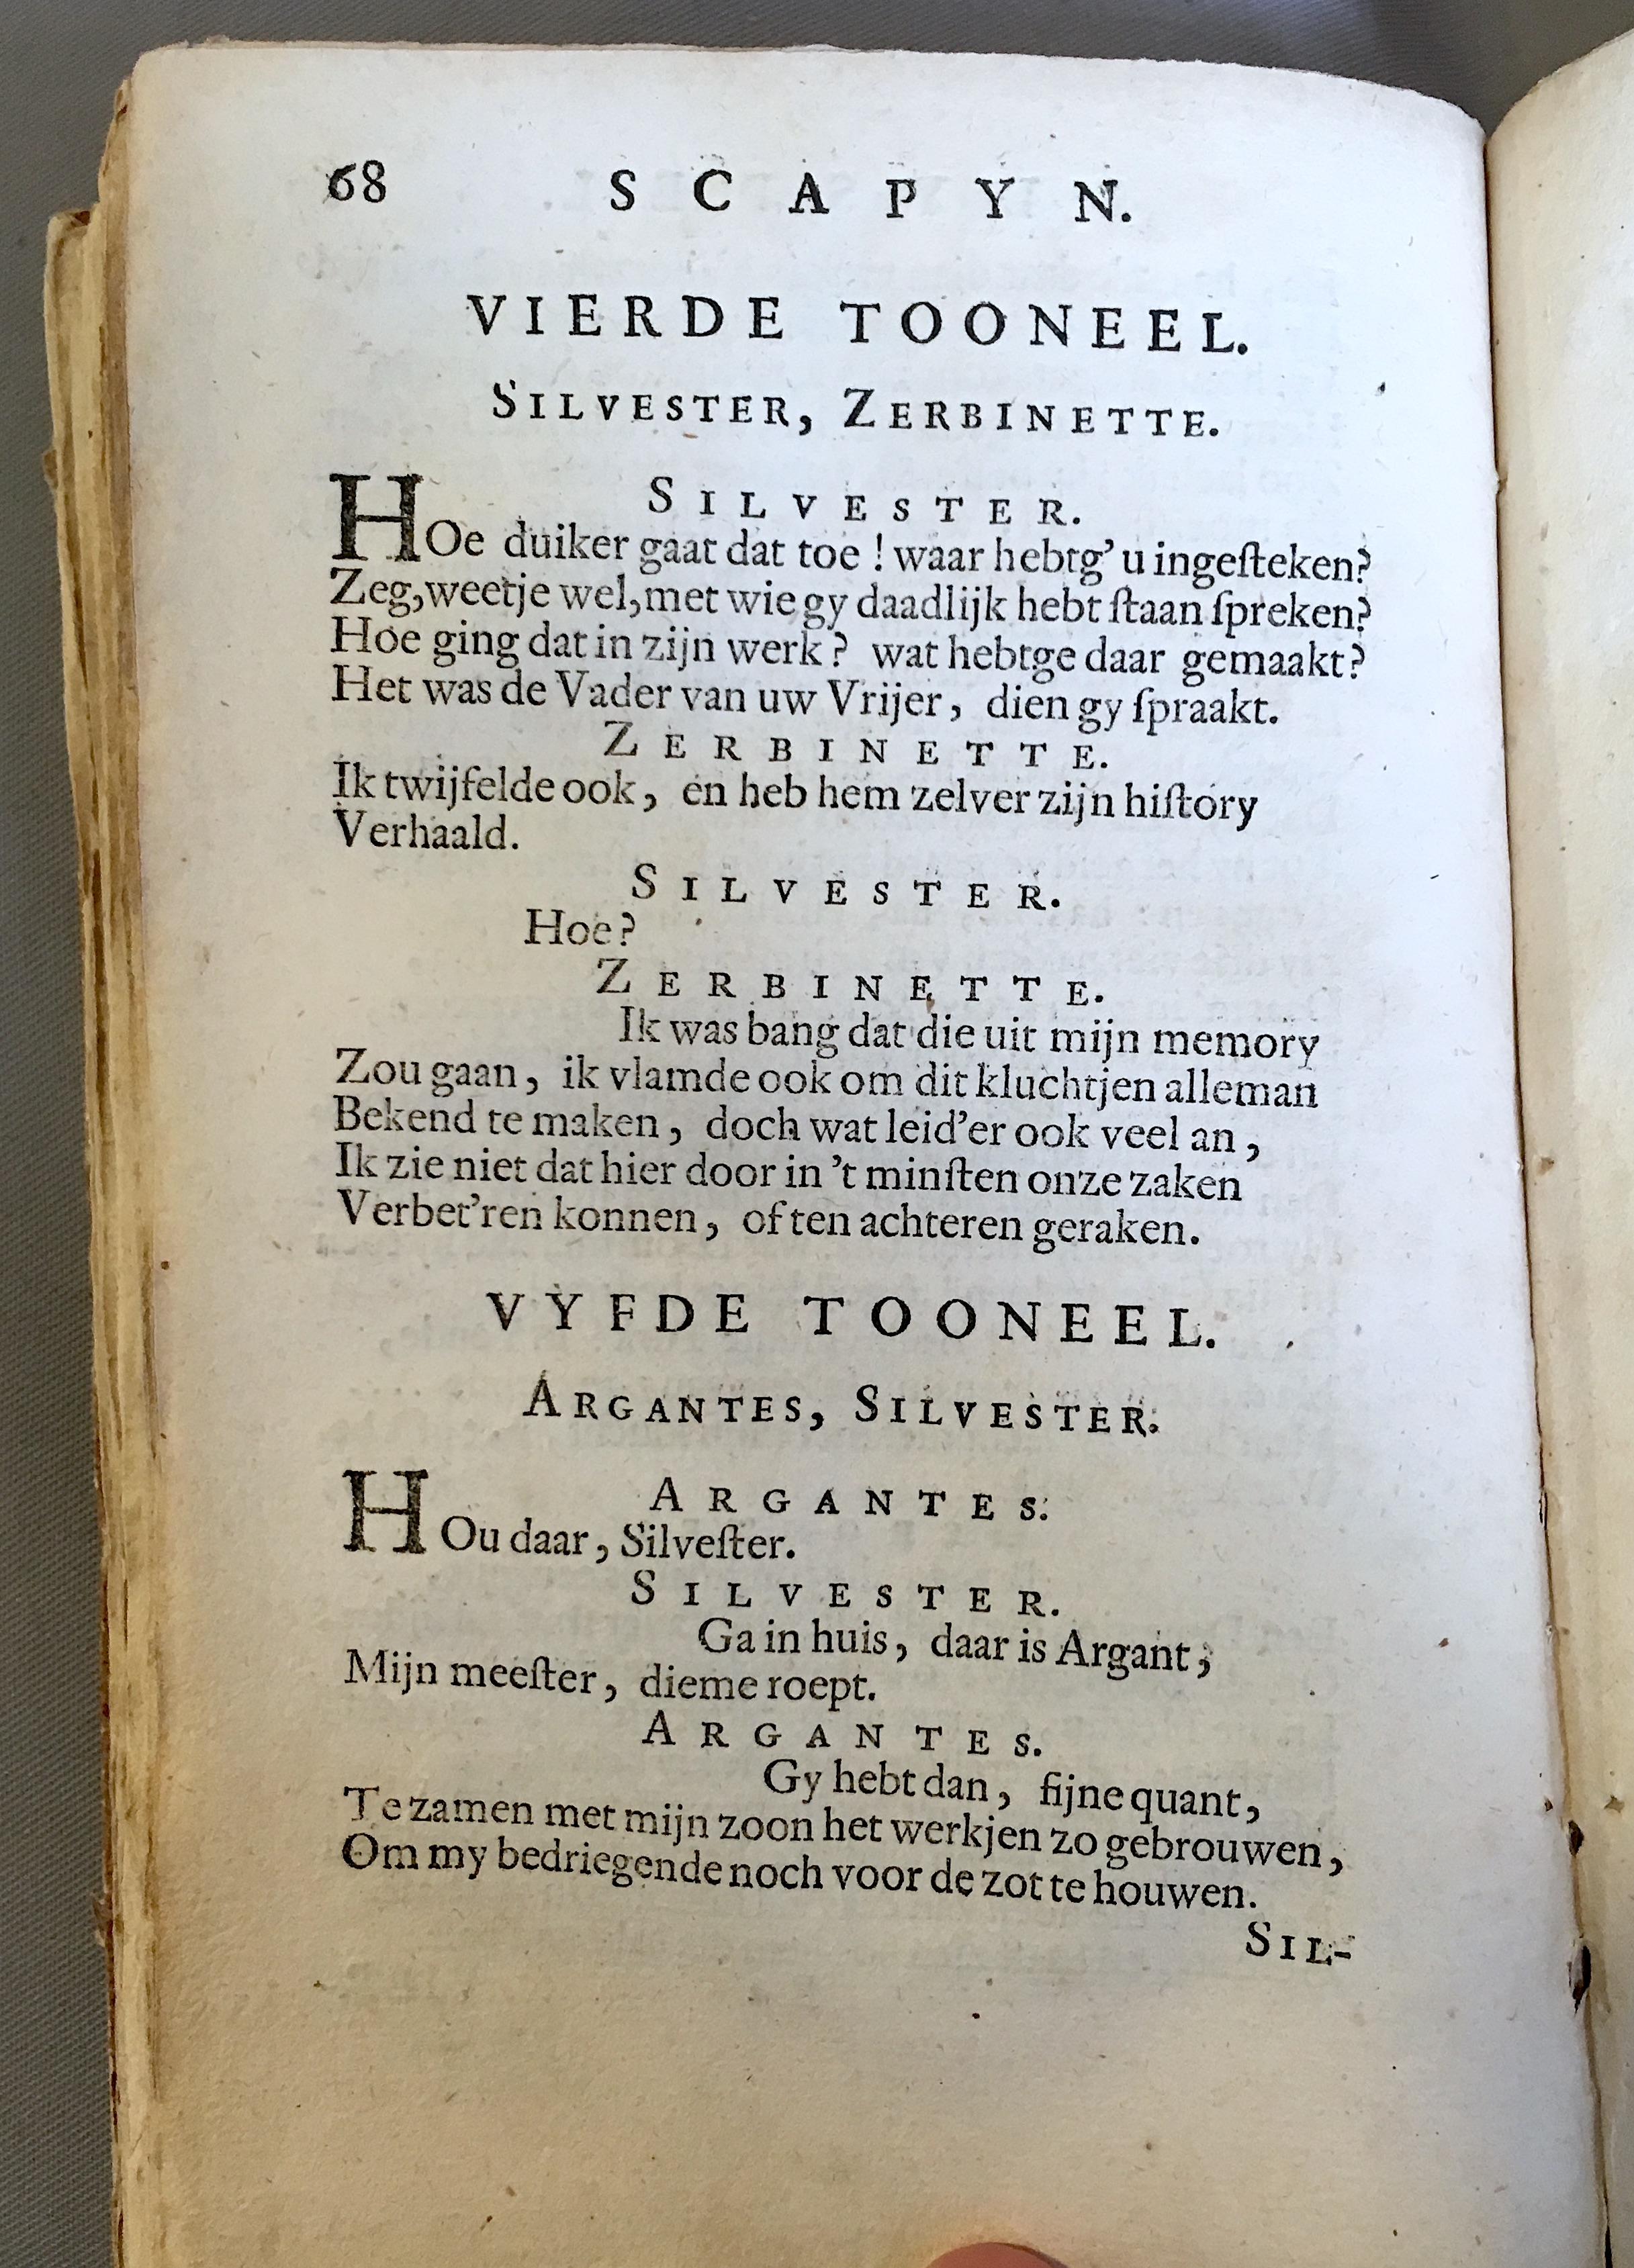 68 SCAPYN.
VIERDE TOONEEL.
SILVESTER, ZERBINETTE.
SILVESTER.
HOe duiker gaat dat toe ! waar hebtg' u ingeſteken?
Zeg, weetje wel, met wie gy daadlijk hebt ſtaan ſpreken?
Hoe ging dat in zijn werk? wat hebtge daar gemaakt?
Het was de Vader van uw Vrijer, dien gy ſpraakt.
ZERBINETTE.
Ik twijfelde ook, en heb hem zelver zijn hiſtory
Verhaald.
SILVESTER.
Hoe?
ZERBINETTE.
Ik was bang dat die uit mijn memory
Zou gaan, ik vlamde ook om dit kluchtjen alleman
Bekend te maken, doch wat leid'er ook veel an,
Ik zie niet dat hier door in 't minſten onze zaken
Verbet'ren konnen, of ten achteren geraken.
VYFDE TOONEEL.
ARGANTES, SILVESTER.
ARGANTES.
HOu daar, Silveſter.
SILVESTER.
Ga in huis, daar is Argant,
Mijn meeſter, die me roept.
ARGANTES.
Gy hebt dan, fijne quant,
Te zamen met mijn zoon het werkjen zo gebrouwen,
Om my bedriegende noch voor de zot te houwen.
SIL-